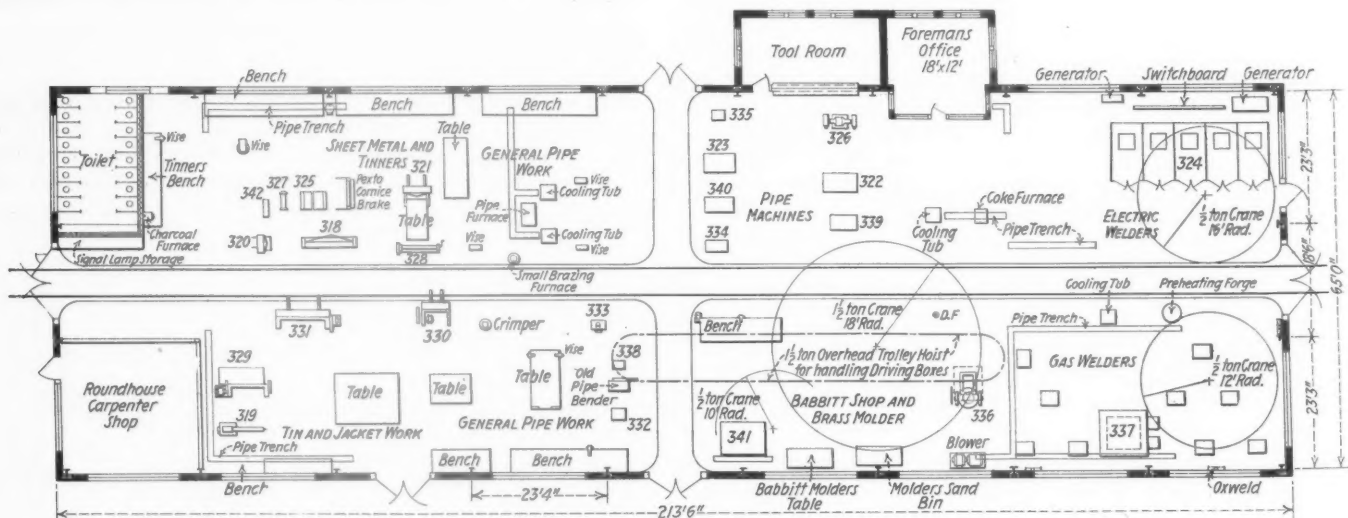 Tool Room
Foremans
Office
18'x12'
Bench
Generator
Switchboard
Generator
Bench
Bench
Pipe Trench
Table
Vise
Toilet
Tinners
Bench
Vise
SHEET METAL AND
TINNERS
321
GENERAL PIPE
WORK
335
326
323
324
342
327
325
Pexto
Cornice
Brake
Vise
Cooling Tub
340
PIPE
MACHINES
322
Coke Furnace
Pipe
Furnace
Table
339
ELECTRIC
WELDERS
1/2 ton Crane
16' Rad.
Charcoal
Furnace
320
318
328
Vise
Cooling Tub
Vise
334
Cooling
Tub
Pipe Trench
Signal Lamp Storage
Small Brazing
Furnace
23'3"
18'6"
65'0"
23'3"
331
330
Crimper
333
Bench
1 1/2 ton Crane
18' Rad.
D.F.
Cooling Tub
Preheating Forge
Pipe Trench
329
Vise
338
1 1/2 ton Overhead Trolley Hoist
for handling Driving Boxes
GAS WELDERS
1/2 ton Crane
12' Rad.
Roundhouse
Carpenter
Shop
Table
Table
Table
Old
Pipe
Bender
1/2 ton Crane
10' Rad.
BABBITT SHOP AND
BRASS MOLDER
336
319
TIN AND JACKET WORK
GENERAL PIPE WORK
332
341
337
Blower
Pipe Trench
Bench
Bench
Bench
Babbitt Molders
Table
Molders Sand
Bin
Oxweld
23'4"
213'6"